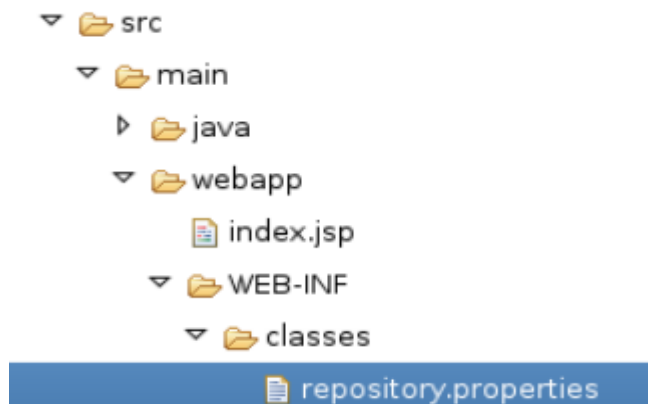 src
main
java
webapp
index.jsp
WEB-INF
classes
repository.properties